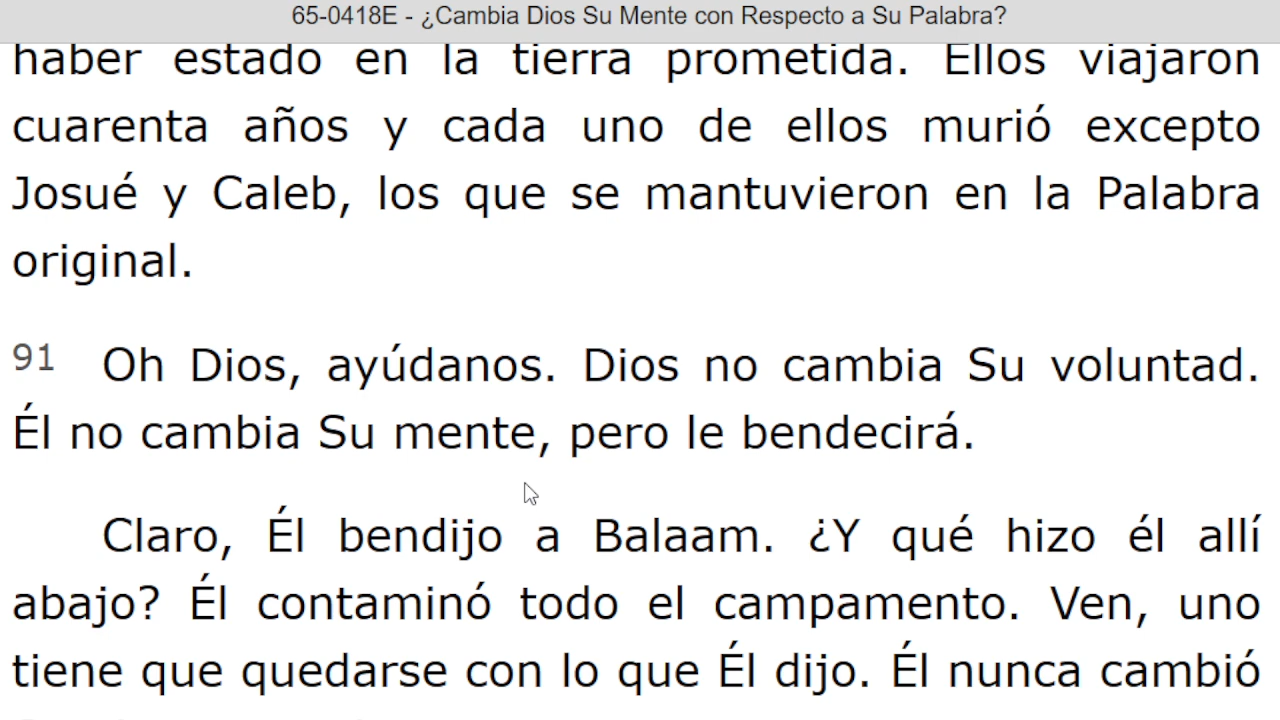 65-0418E - ¿Cambia Dios Su Mente con Respecto a Su Palabra?
haber estado en la tierra prometida. Ellos viajaron
cuarenta años y cada uno de ellos murió excepto
Josué y Caleb, los que se mantuvieron en la Palabra
original.
91 Oh Dios, ayúdanos. Dios no cambia Su voluntad.
Él no cambia Su mente, pero le bendecirá.
Claro, Él bendijo a Balaam. ¿Y qué hizo él allí
abajo? Él contaminó todo el campamento. Ven, uno
tiene que quedarse con lo que Él dijo. Él nunca cambió